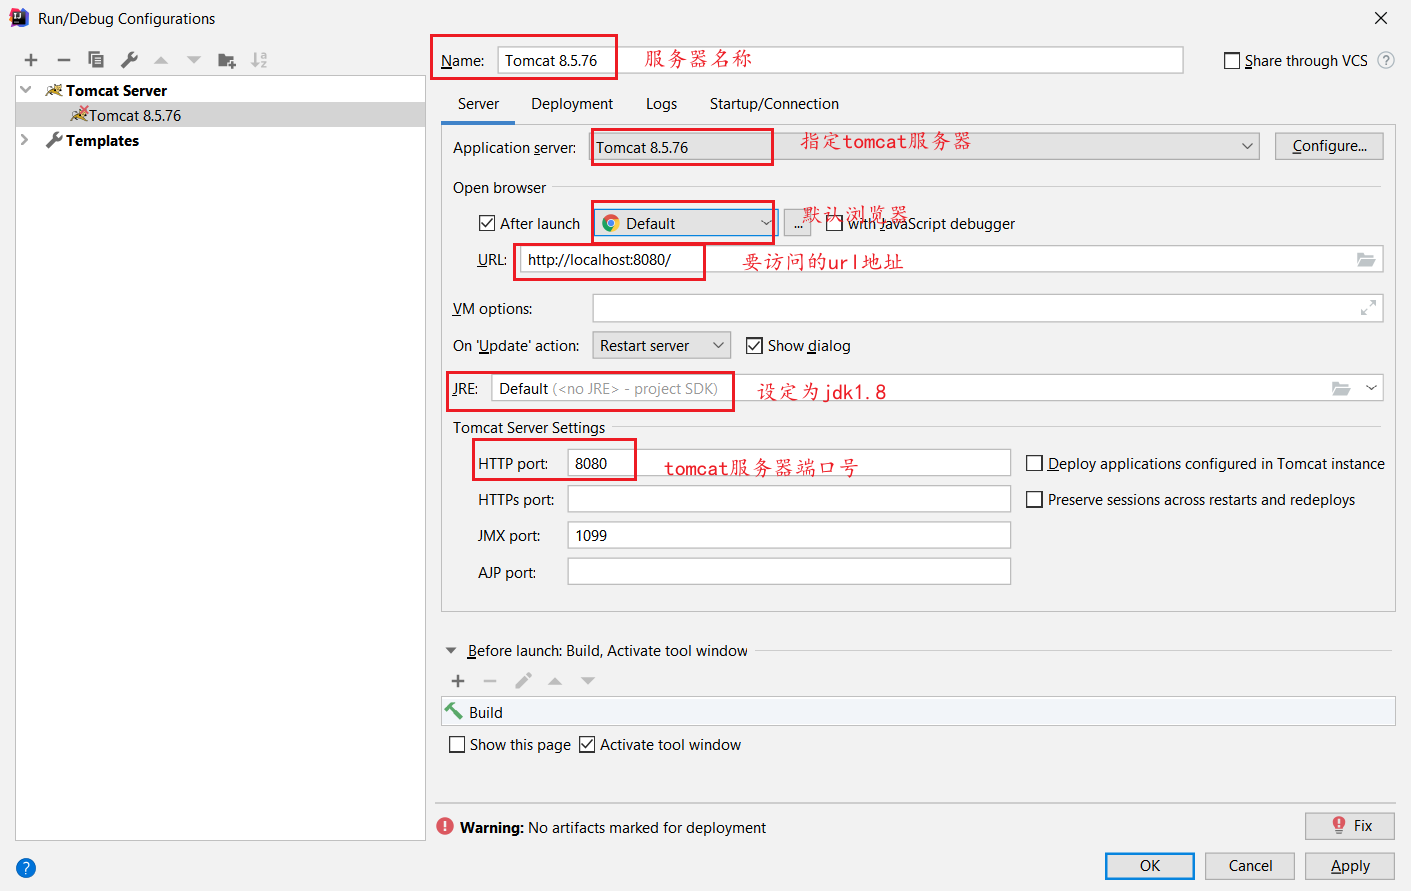 Run/Debug Configurations
Name: Tomcat 8.5.76 服务器名称
Share through VCS ?
Tomcat Server
Tomcat 8.5.76
Templates
Server Deployment Logs Startup/Connection
Application server: Tomcat 8.5.76 指定tomcat服务器 Configure...
Open browser
After launch Default ... 默认浏览器 with JavaScript debugger
URL: http://localhost:8080/ 要访问的url地址
VM options:
On 'Update' action: Restart server Show dialog
JRE: Default (<no JRE> - project SDK) 设定为jdk1.8
Tomcat Server Settings
HTTP port: 8080 tomcat服务器端口号 Deploy applications configured in Tomcat instance
HTTPs port: Preserve sessions across restarts and redeploys
JMX port: 1099
AJP port:
Before launch: Build, Activate tool window
Build
Show this page Activate tool window
Warning: No artifacts marked for deployment Fix
? OK Cancel Apply